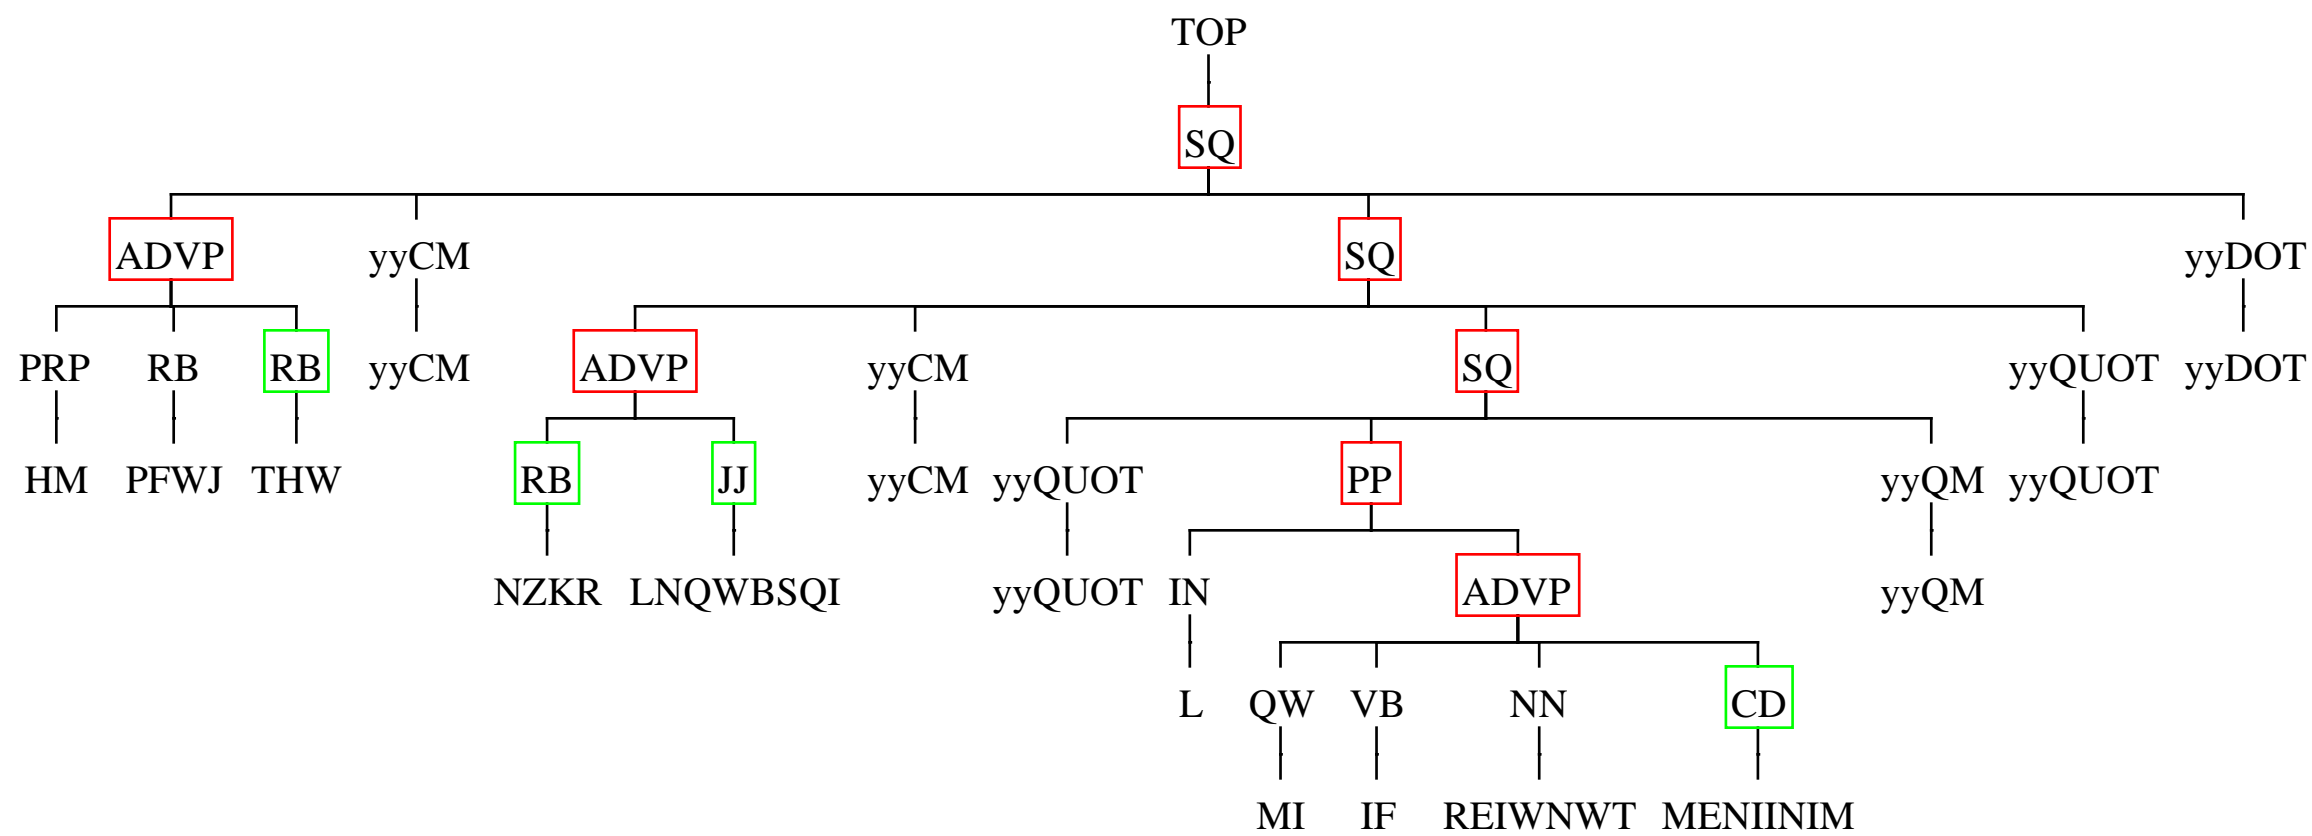 TOP
SQ
ADVP yyCM SQ yyDOT
PRP RB RB yyCM ADVP yyCM SQ yyQUOT yyDOT
HM PFWJ THW RB JJ yyCM yyQUOT PP yyQM yyQUOT
NZKR LNQWBSQI yyQUOT IN ADVP yyQM
L QW VB NN CD
MI IF REIWNWT MENIINIM